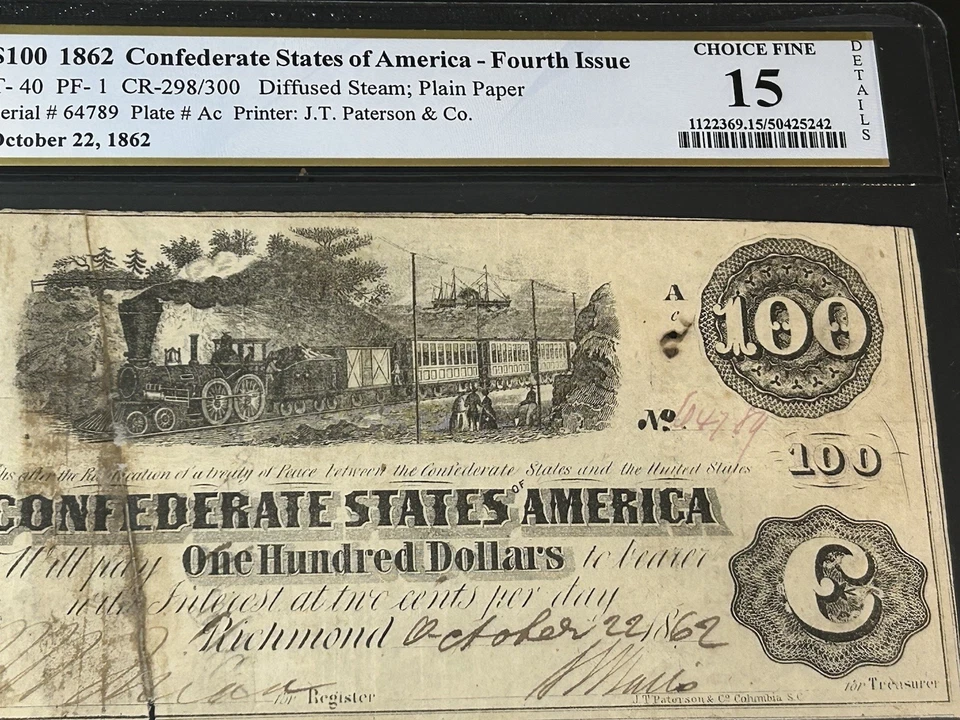 $100 1862 Confederate States of America - Fourth Issue
T- 40 PF- 1 CR-298/300 Diffused Steam; Plain Paper
erial # 64789 Plate # Ac Printer: J.T. Paterson & Co.
October 22, 1862
CHOICE FINE
15
1122369.15/50425242
DETAILS
A
c
100
No. 64789
100
hs after the Ratification of a treaty of Peace between the Confederate States and the United States
CONFEDERATE STATES OF AMERICA
Will pay One Hundred Dollars to bearer
with Interest at two cents per day
Richmond October 22 1862
C
for Register
J.T. Paterson & Co. Columbia S.C.
for Treasurer